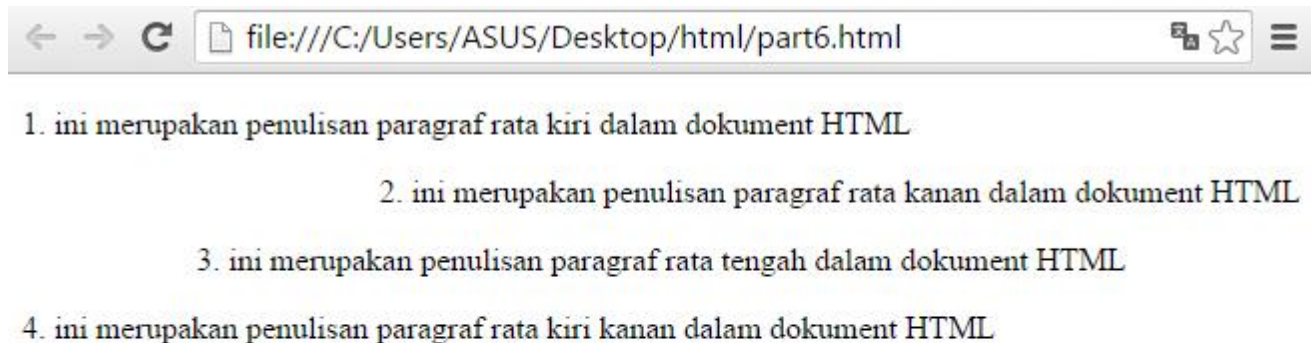 file:///C:/Users/ASUS/Desktop/html/part6.html
1. ini merupakan penulisan paragraf rata kiri dalam dokument HTML
2. ini merupakan penulisan paragraf rata kanan dalam dokument HTML
3. ini merupakan penulisan paragraf rata tengah dalam dokument HTML
4. ini merupakan penulisan paragraf rata kiri kanan dalam dokument HTML